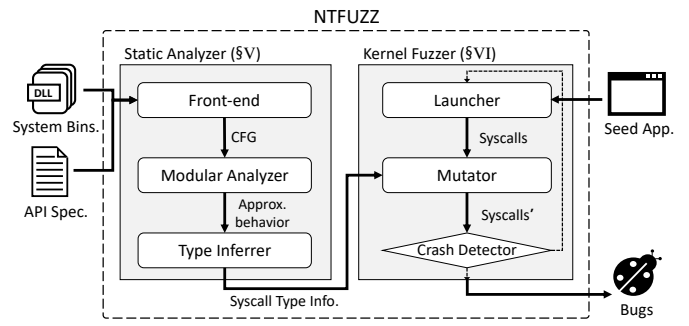 NTFUZZ
Static Analyzer (§V)
Kernel Fuzzer (§VI)
DLL
System Bins.
API Spec.
Front-end
CFG
Modular Analyzer
Approx.
behavior
Type Inferrer
Syscall Type Info.
Launcher
Syscalls
Mutator
Syscalls′
Crash Detector
Seed App.
Bugs